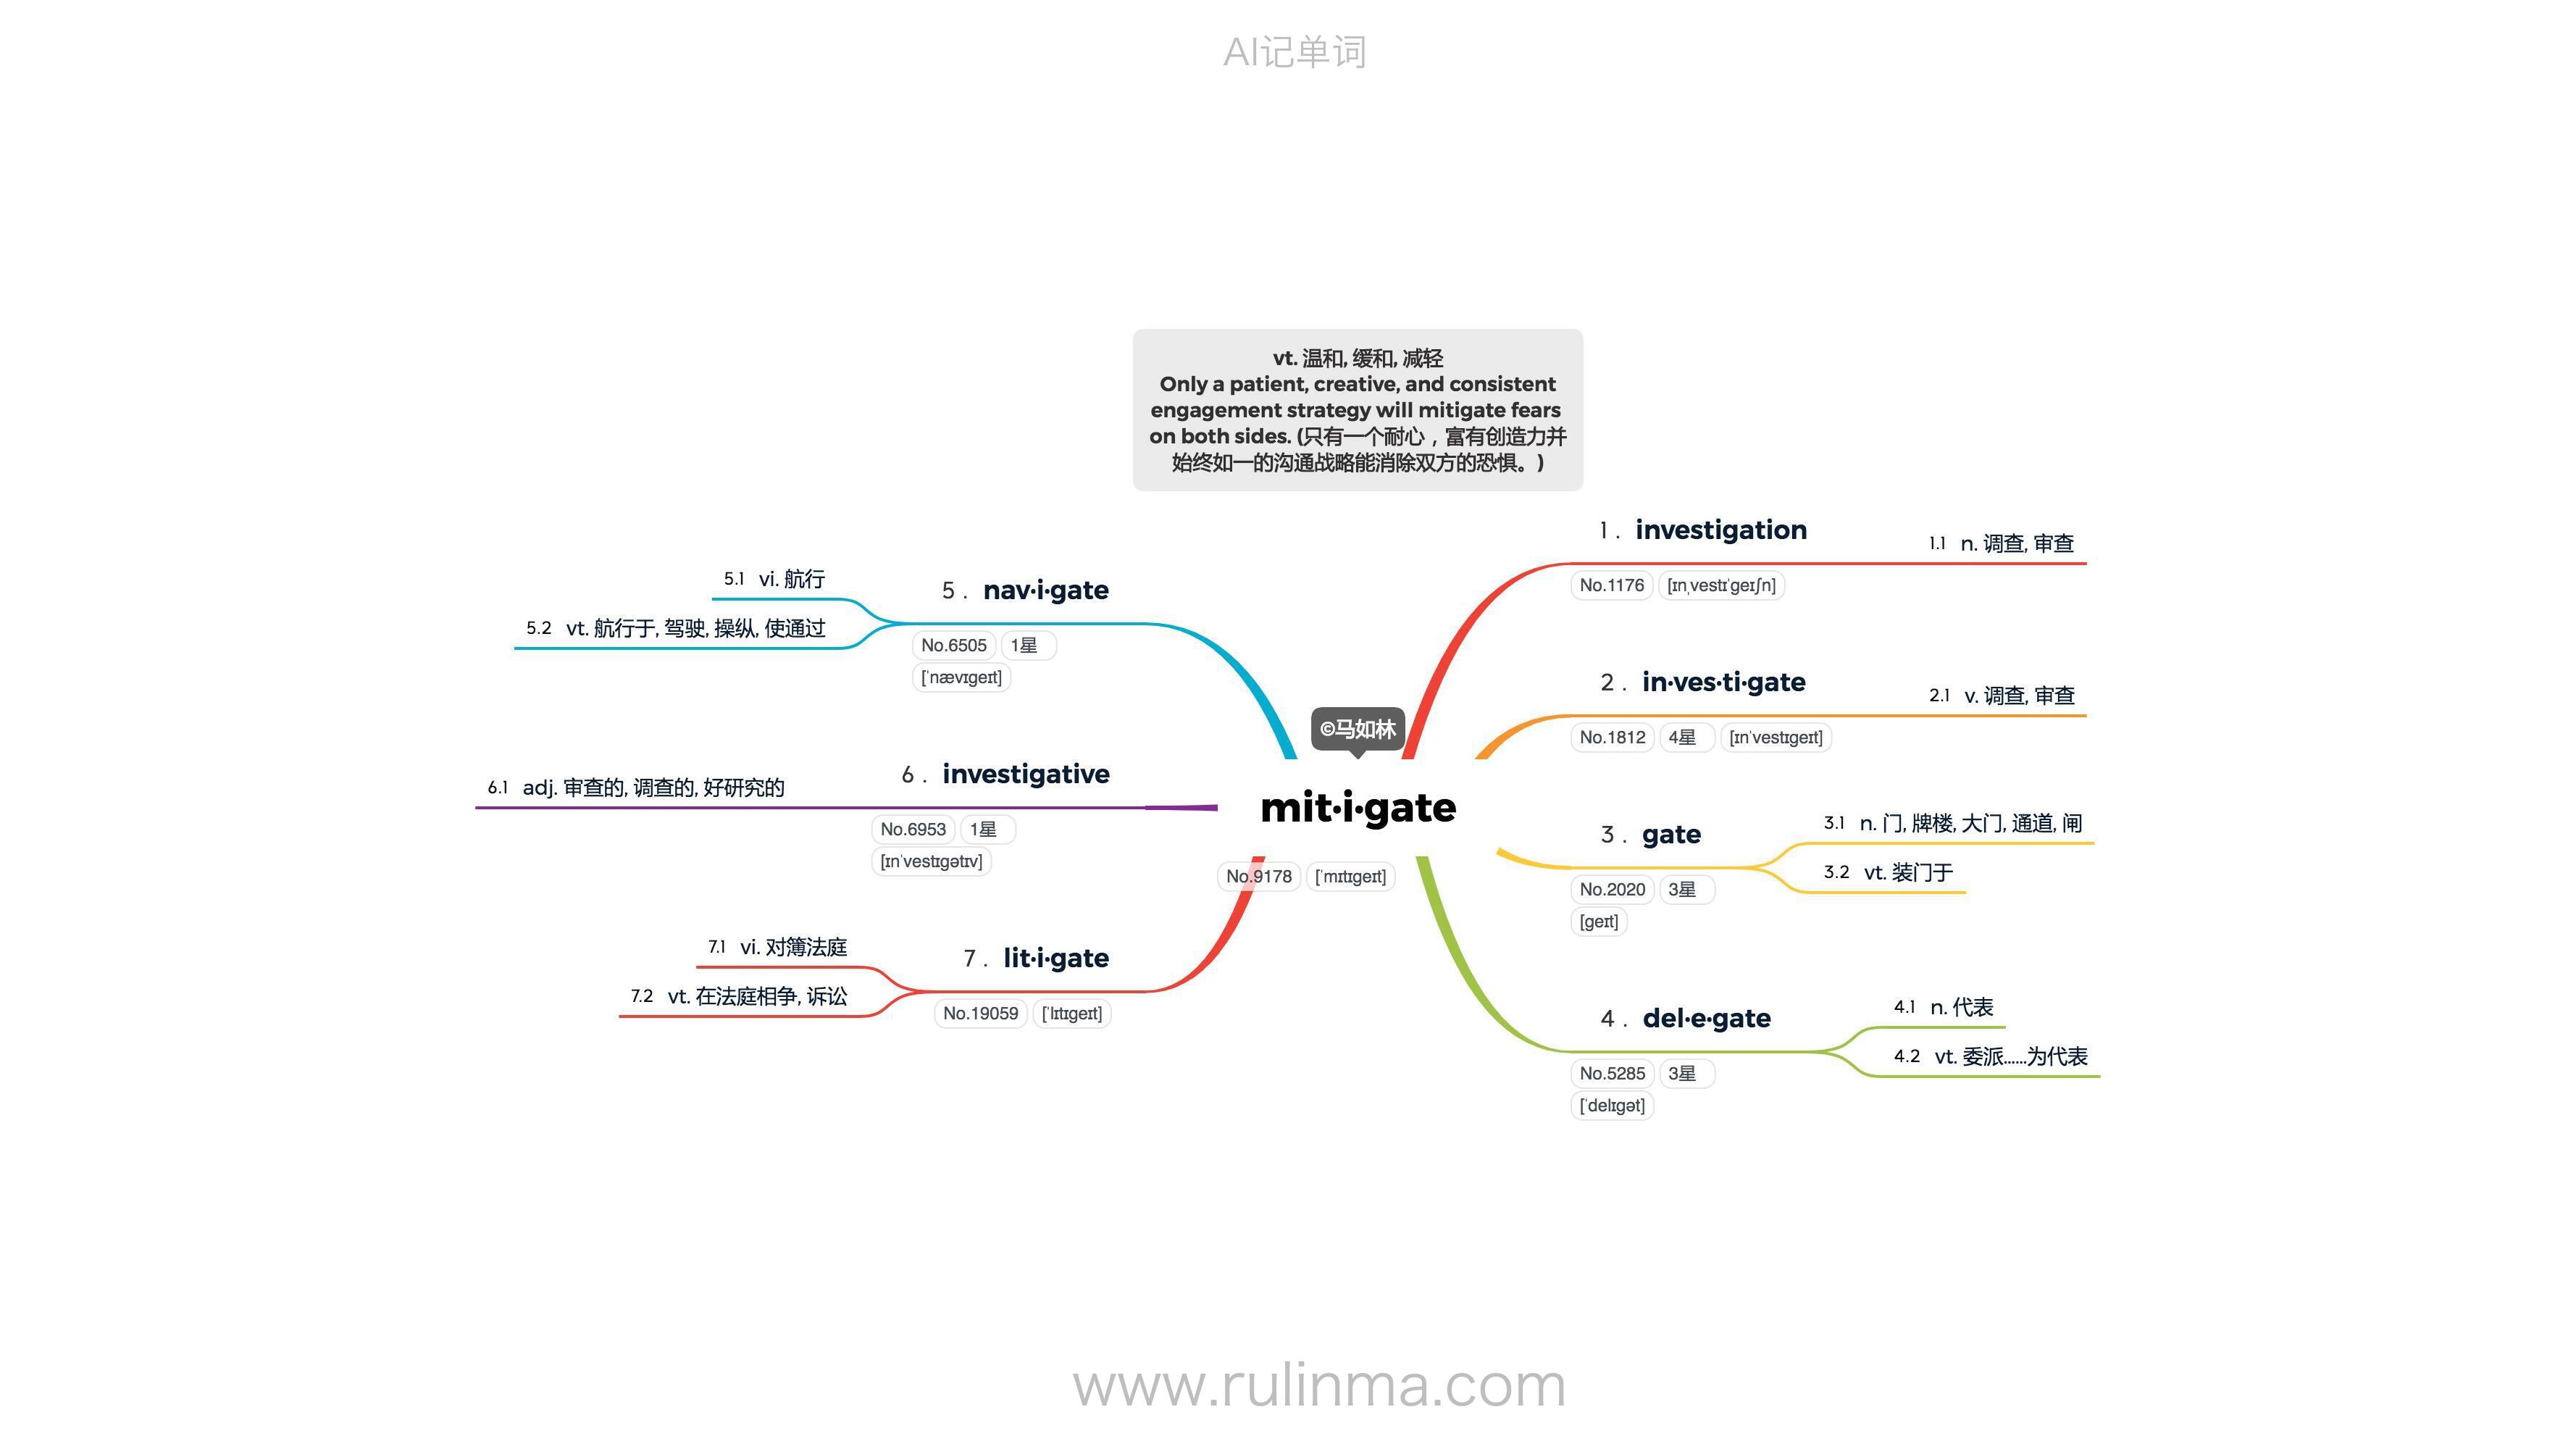 AI记单词
vt. 温和, 缓和, 减轻
Only a patient, creative, and consistent
engagement strategy will mitigate fears
on both sides. (只有一个耐心，富有创造力并
始终如一的沟通战略能消除双方的恐惧。)
©马如林
mit·i·gate
No.9178 [ˈmɪtɪgeɪt]
1 . investigation
No.1176 [ɪnˌvestɪˈgeɪʃn]
1.1 n. 调查, 审查
2 . in·ves·ti·gate
No.1812 4星 [ɪnˈvestɪgeɪt]
2.1 v. 调查, 审查
3 . gate
No.2020 3星
[geɪt]
3.1 n. 门, 牌楼, 大门, 通道, 闸
3.2 vt. 装门于
4 . del·e·gate
No.5285 3星
[ˈdelɪgət]
4.1 n. 代表
4.2 vt. 委派......为代表
5 . nav·i·gate
No.6505 1星
[ˈnævɪgeɪt]
5.1 vi. 航行
5.2 vt. 航行于, 驾驶, 操纵, 使通过
6 . investigative
No.6953 1星
[ɪnˈvestɪgətɪv]
6.1 adj. 审查的, 调查的, 好研究的
7 . lit·i·gate
No.19059 [ˈlɪtɪgeɪt]
7.1 vi. 对簿法庭
7.2 vt. 在法庭相争, 诉讼
www.rulinma.com